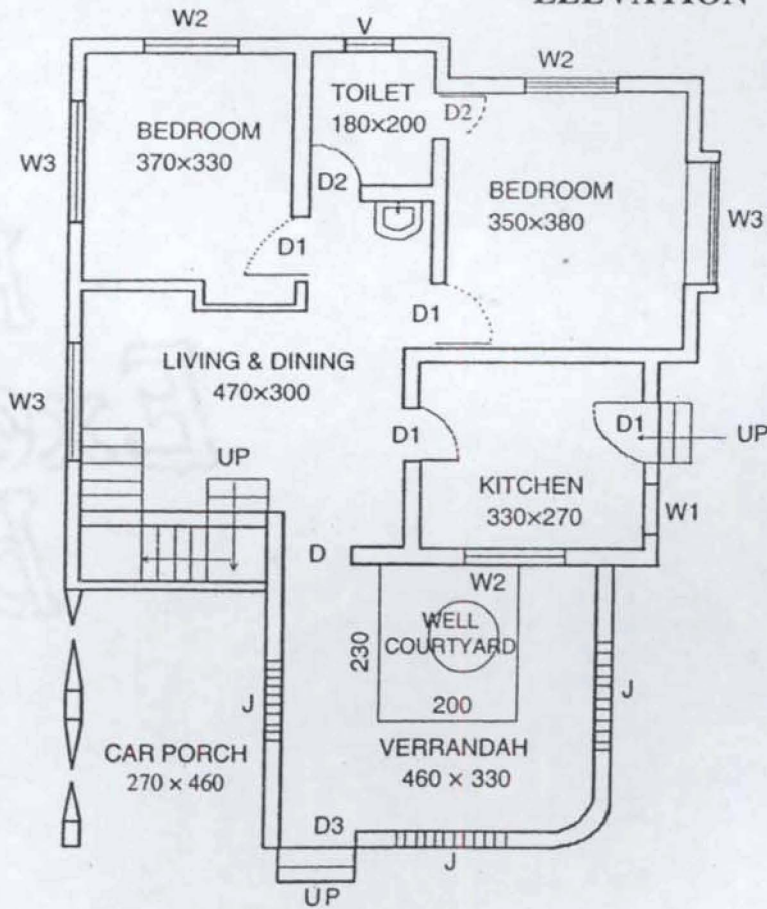 ELEVATION
W2
V
W2
TOILET
180×200
D2
BEDROOM
370×330
W3
D2
BEDROOM
350×380
W3
D1
D1
LIVING & DINING
470×300
W3
D1
D1
UP
UP
KITCHEN
330×270
W1
D
W2
WELL
COURTYARD
230
200
J
J
VERRANDAH
460 × 330
CAR PORCH
270 × 460
D3
J
UP